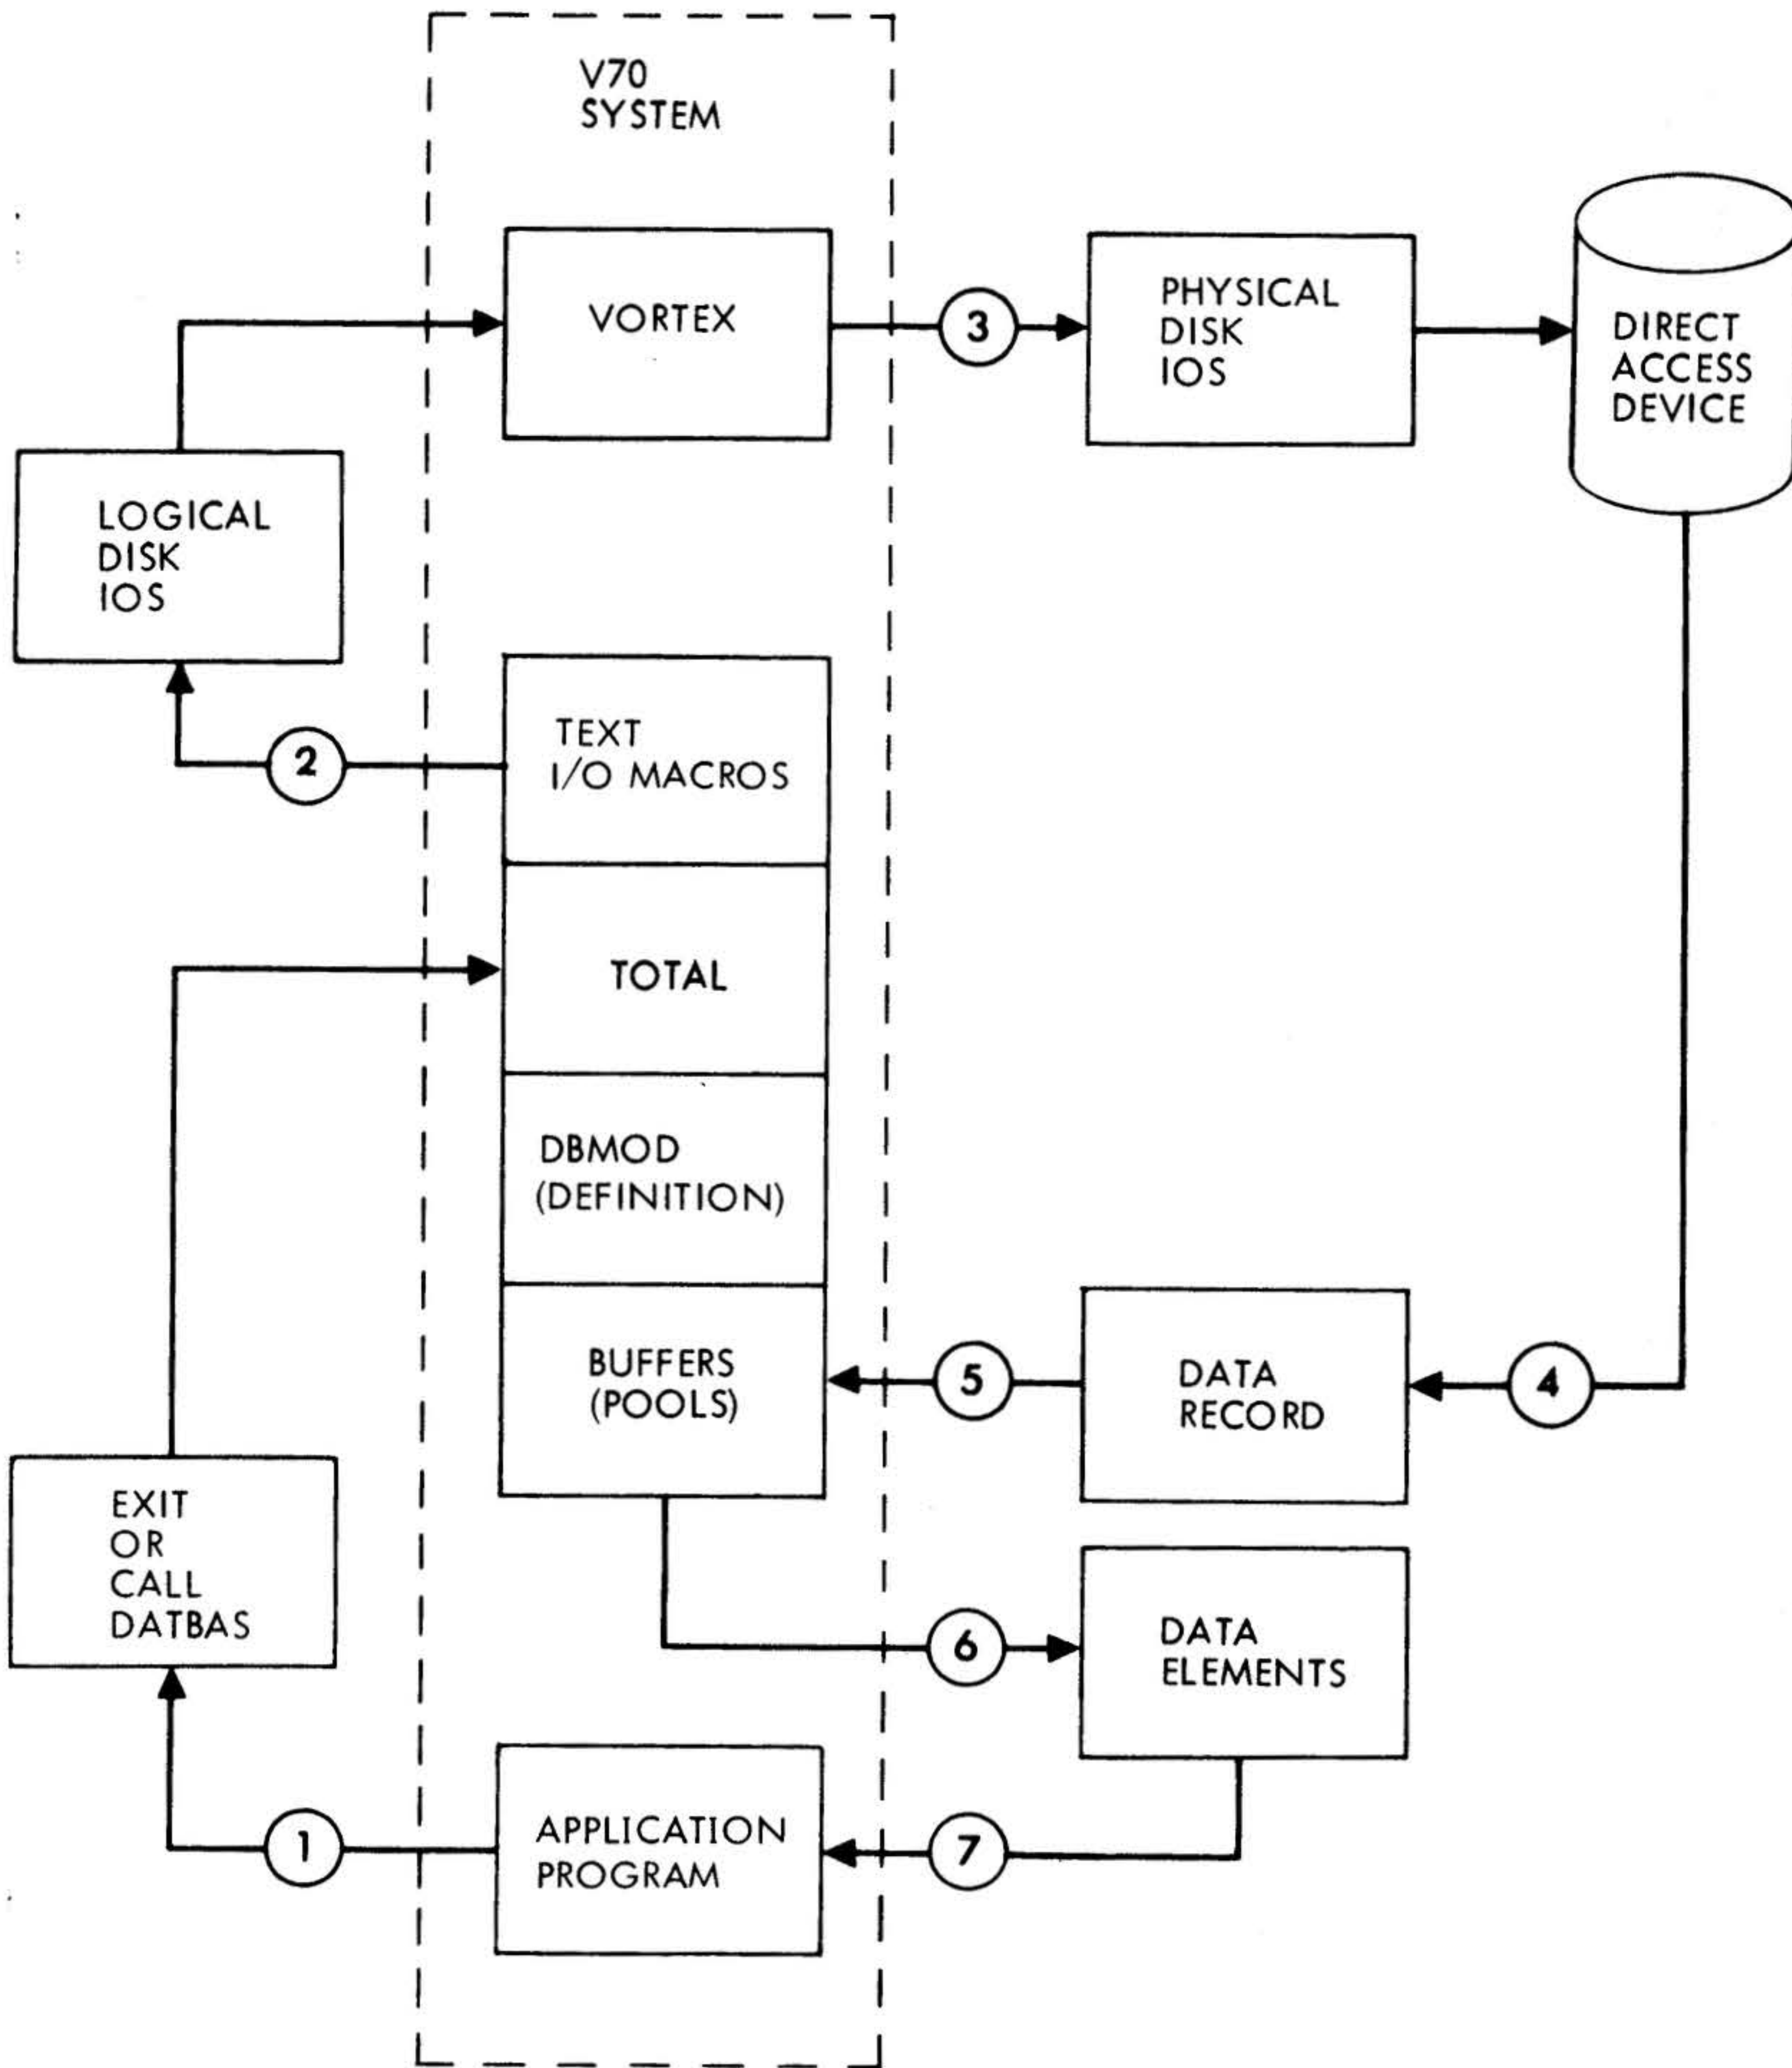 V70
SYSTEM
VORTEX
3
PHYSICAL
DISK
IOS
DIRECT
ACCESS
DEVICE
LOGICAL
DISK
IOS
2
TEXT
I/O MACROS
TOTAL
DBMOD
(DEFINITION)
BUFFERS
(POOLS)
5
DATA
RECORD
4
EXIT
OR
CALL
DATBAS
6
DATA
ELEMENTS
1
APPLICATION
PROGRAM
7